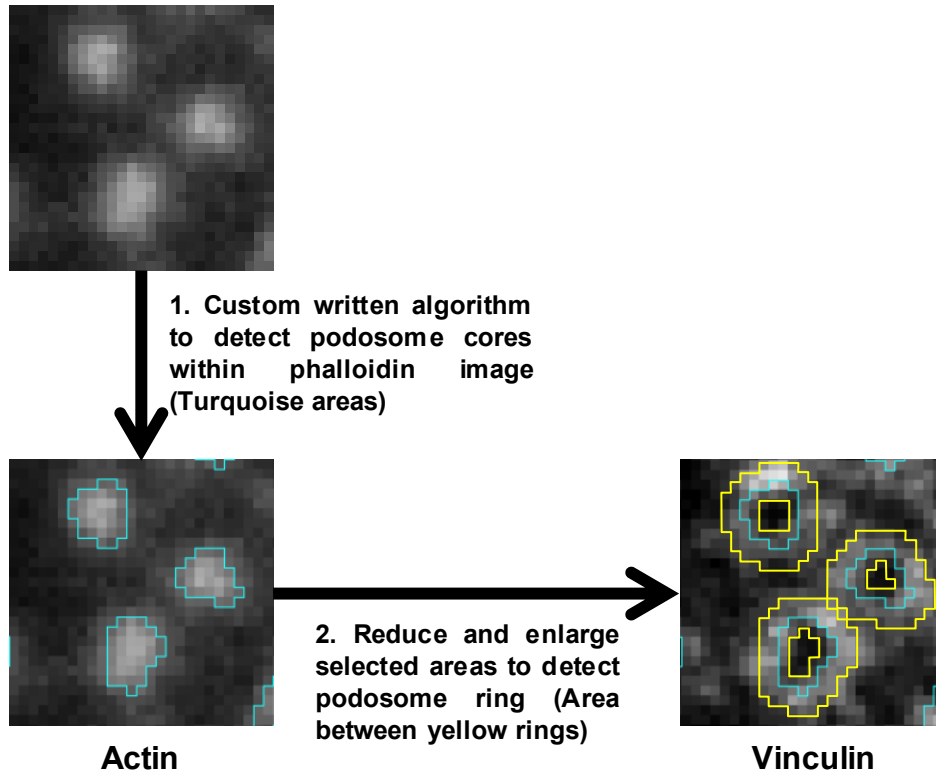 1. Custom written algorithm
to detect podosome cores
within phalloidin image
(Turquoise areas)
2. Reduce and enlarge
selected areas to detect
podosome ring (Area
between yellow rings)
Actin
Vinculin